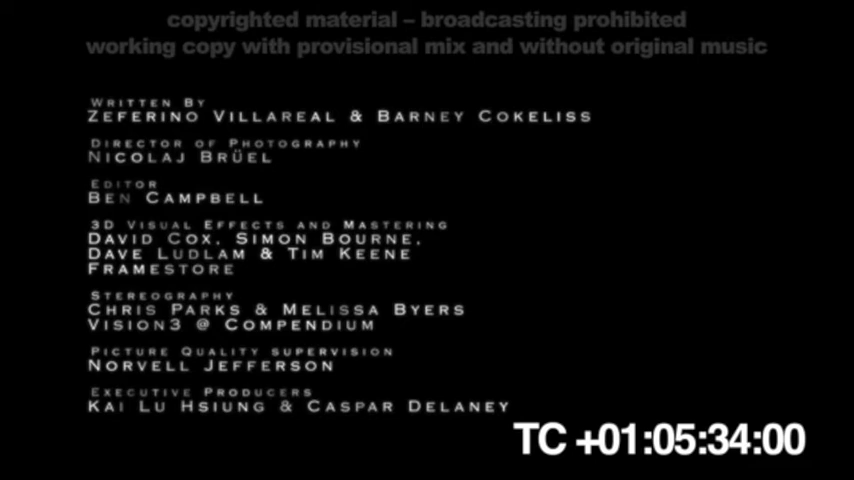 copyrighted material – broadcasting prohibited
working copy with provisional mix and without original music
Written By
Zeferino Villareal & Barney Cokeliss
Director of Photography
Nicolaj Brüel
Editor
Ben Campbell
3D Visual Effects and Mastering
David Cox, Simon Bourne,
Dave Ludlam & Tim Keene
Framestore
Stereography
Chris Parks & Melissa Byers
Vision3 @ Compendium
Picture Quality supervision
Norvell Jefferson
Executive Producers
Kai Lu Hsiung & Caspar Delaney
TC +01:05:34:00